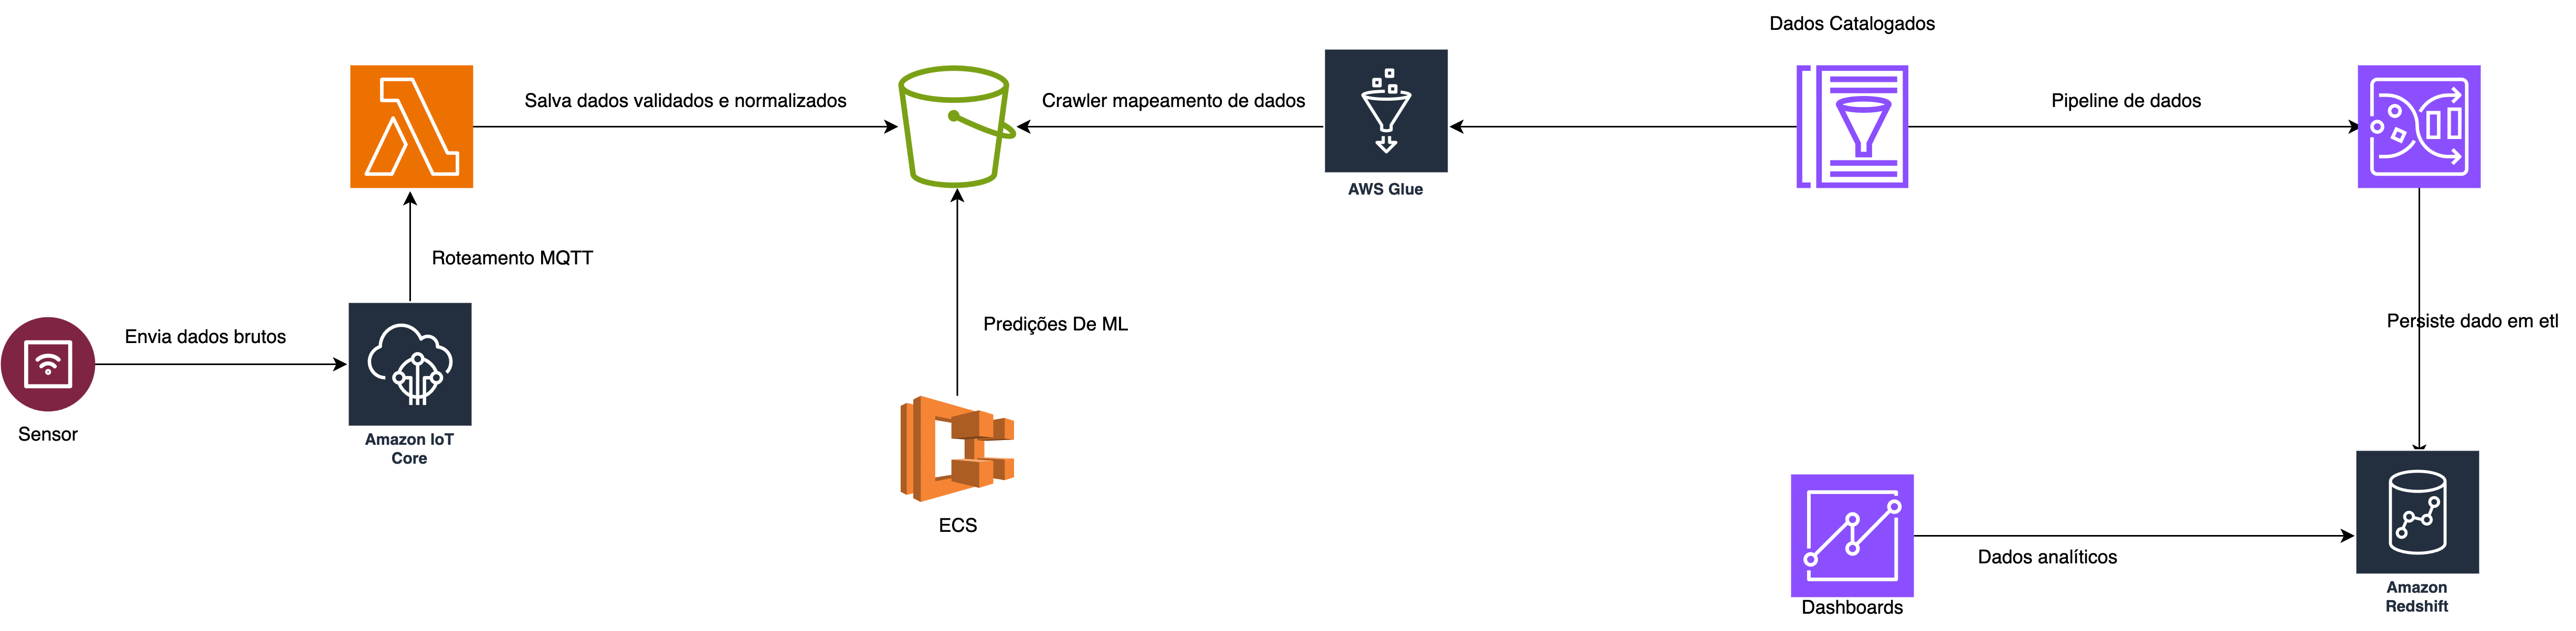 Dados Catalogados
Salva dados validados e normalizados
Crawler mapeamento de dados
Pipeline de dados
AWS Glue
Roteamento MQTT
Envia dados brutos
Predições De ML
Persiste dado em etl
Sensor
Amazon IoT
Core
ECS
Dados analíticos
Dashboards
Amazon
Redshift